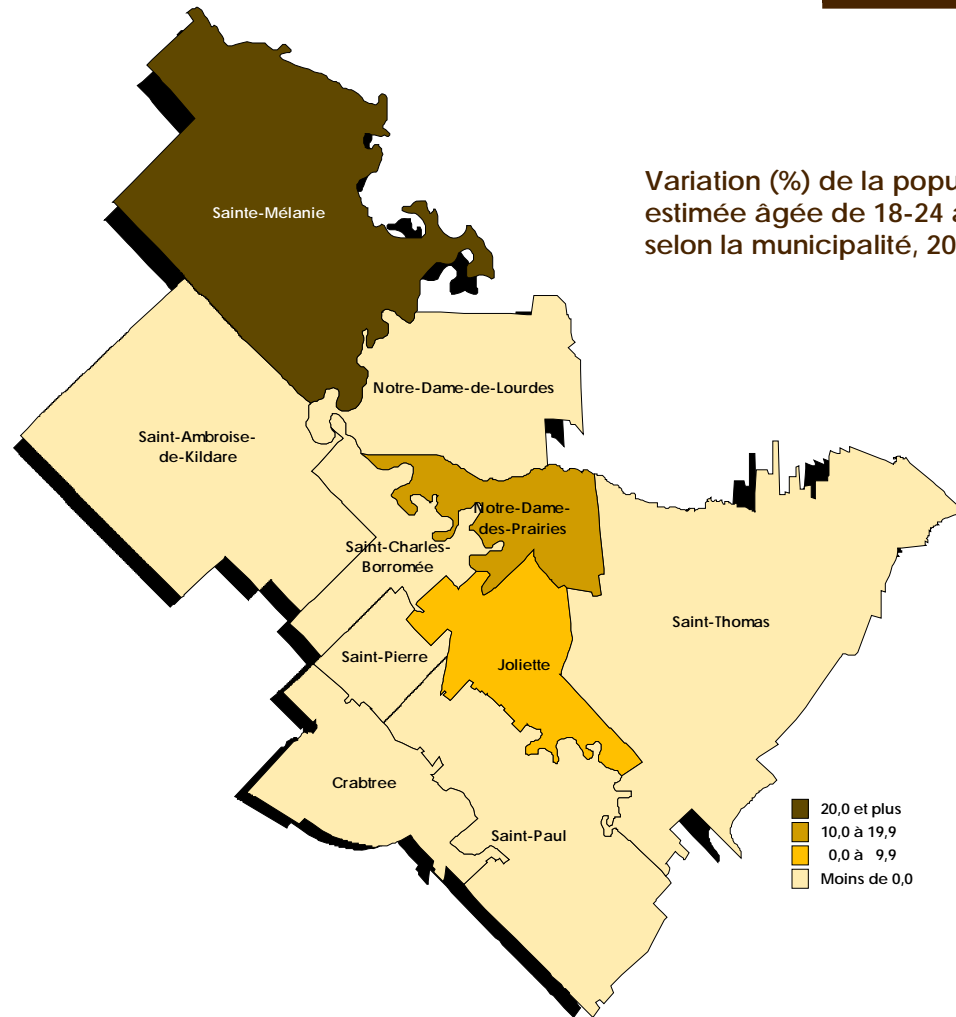 Variation (%) de la popu
estimée âgée de 18-24 a
selon la municipalité, 20
Sainte-Mélanie
Notre-Dame-de-Lourdes
Saint-Ambroise-
de-Kildare
Notre-Dame-
des-Prairies
Saint-Charles-
Borromée
Saint-Thomas
Saint-Pierre
Joliette
Crabtree
Saint-Paul
20,0 et plus
10,0 à 19,9
0,0 à 9,9
Moins de 0,0